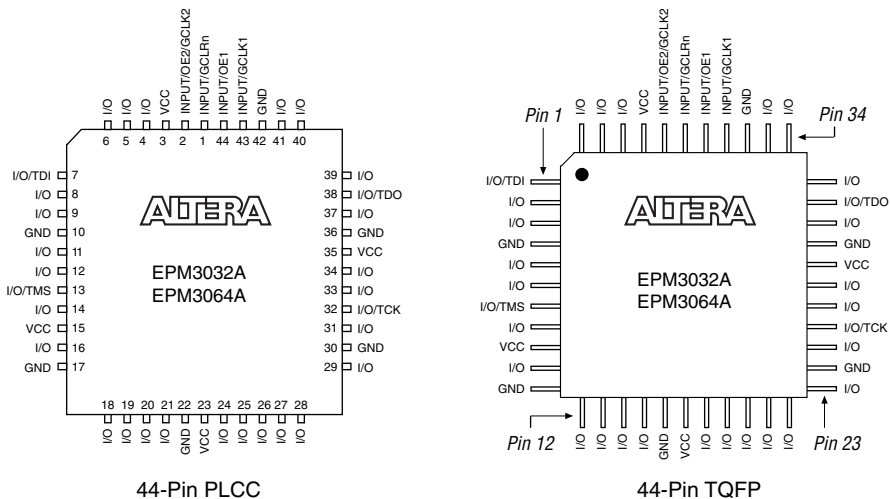 I/O I/O I/O VCC INPUT/OE2/GCLK2 INPUT/GCLRn INPUT/OE1 INPUT/GCLK1 GND I/O I/O
6 5 4 3 2 1 44 43 42 41 40
I/O/TDI 7
I/O 8
I/O 9
GND 10
I/O 11
I/O 12
I/O/TMS 13
I/O 14
VCC 15
I/O 16
GND 17
ALTERA
EPM3032A
EPM3064A
39 I/O
38 I/O/TDO
37 I/O
36 GND
35 VCC
34 I/O
33 I/O
32 I/O/TCK
31 I/O
30 GND
29 I/O
18 19 20 21 22 23 24 25 26 27 28
I/O I/O I/O I/O GND VCC I/O I/O I/O I/O I/O
44-Pin PLCC
I/O I/O I/O VCC INPUT/OE2/GCLK2 INPUT/GCLRn INPUT/OE1 INPUT/GCLK1 GND I/O I/O
Pin 1
Pin 34
I/O/TDI
I/O
I/O
GND
I/O
I/O
I/O/TMS
I/O
VCC
I/O
GND
ALTERA
EPM3032A
EPM3064A
I/O
I/O/TDO
I/O
GND
VCC
I/O
I/O
I/O/TCK
I/O
GND
I/O
Pin 12
Pin 23
I/O I/O I/O I/O GND VCC I/O I/O I/O I/O I/O
44-Pin TQFP